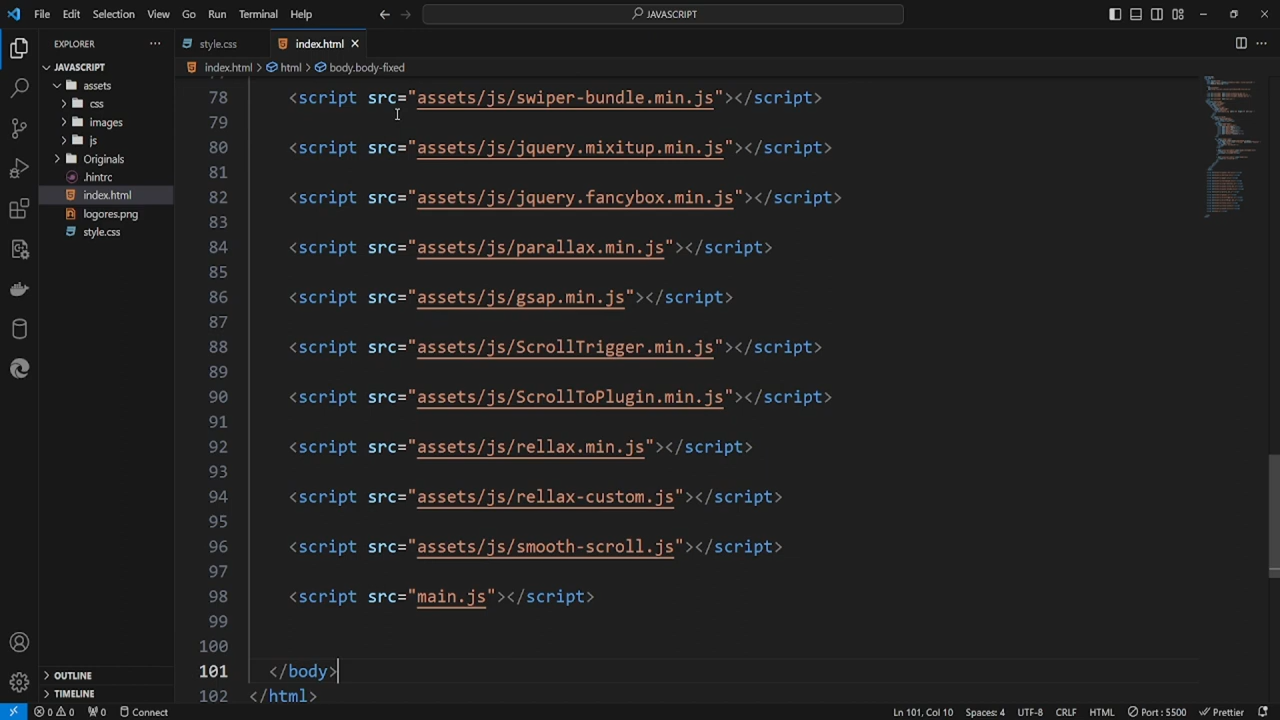 File Edit Selection View Go Run Terminal Help
JAVASCRIPT
EXPLORER
style.css
index.html
index.html > html > body.body-fixed
JAVASCRIPT
assets
css
images
js
Originals
.hintrc
index.html
logores.png
style.css
OUTLINE
TIMELINE
78 <script src="assets/js/swiper-bundle.min.js"></script>
79
80 <script src="assets/js/jquery.mixitup.min.js"></script>
81
82 <script src="assets/js/jquery.fancybox.min.js"></script>
83
84 <script src="assets/js/parallax.min.js"></script>
85
86 <script src="assets/js/gsap.min.js"></script>
87
88 <script src="assets/js/ScrollTrigger.min.js"></script>
89
90 <script src="assets/js/ScrollToPlugin.min.js"></script>
91
92 <script src="assets/js/rellax.min.js"></script>
93
94 <script src="assets/js/rellax-custom.js"></script>
95
96 <script src="assets/js/smooth-scroll.js"></script>
97
98 <script src="main.js"></script>
99
100
101 </body>
102 </html>
0 0 0 Connect Ln 101, Col 10 Spaces: 4 UTF-8 CRLF HTML Port : 5500 Prettier